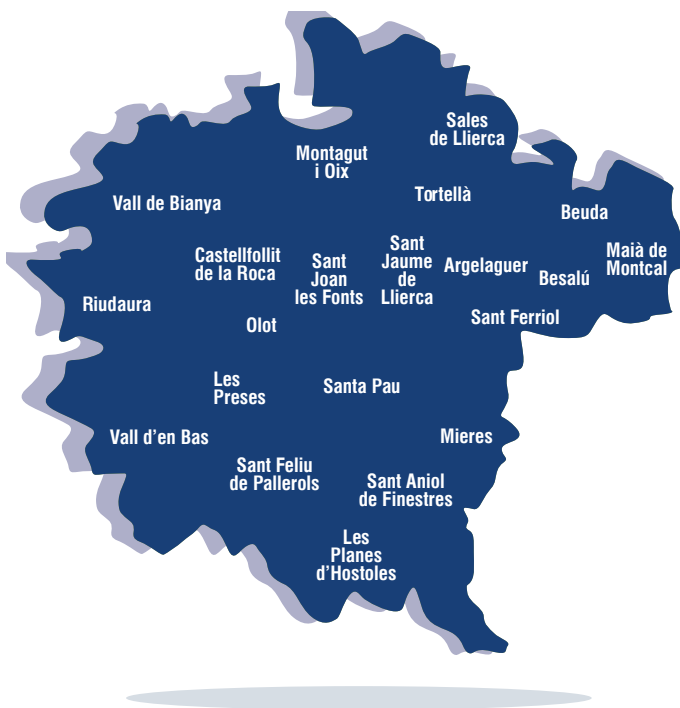 Sales
de Llierca
Montagut
i Oix
Tortellà
Vall de Bianya
Beuda
Castellfollit
de la Roca
Sant
Joan
les Fonts
Sant
Jaume
de
Llierca
Argelaguer
Besalú
Maià de
Montcal
Riudaura
Olot
Sant Ferriol
Les
Preses
Santa Pau
Vall d'en Bas
Mieres
Sant Feliu
de Pallerols
Sant Aniol
de Finestres
Les
Planes
d’Hostoles